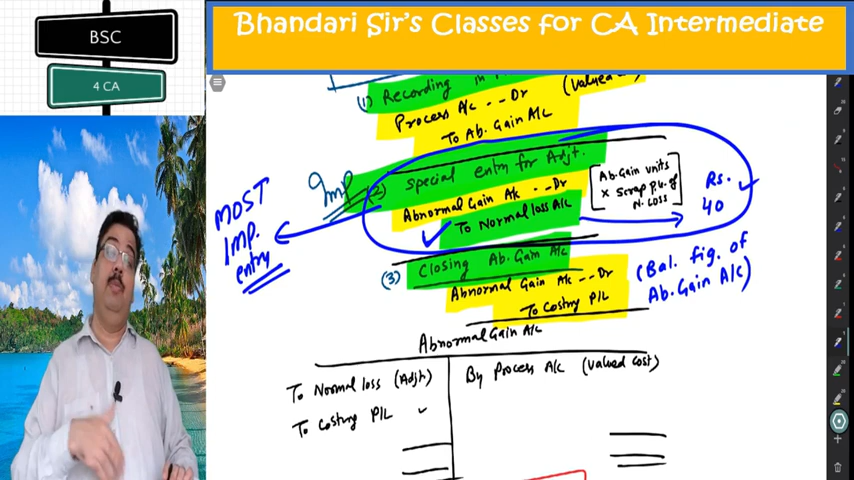 BSC
4 CA
Bhandari Sir's Classes for CA Intermediate
(1) Recording in
Process A/c -- Dr
To Ab. Gain A/c
(2) Special entry for Adjt.
Abnormal Gain A/c -- Dr
To Normal loss A/c
[Ab. Gain units
× Scrap p.u. of
N. Loss]
Rs.
40
Imp
MOST
Imp.
entry
(3) Closing Ab. Gain A/c
Abnormal Gain A/c -- Dr
To Costing P/L
(Bal. fig. of
Ab. Gain A/c)
Abnormal Gain A/c
To Normal loss (Adjt)
To Costing P/L
By Process A/c (Valued Cost)